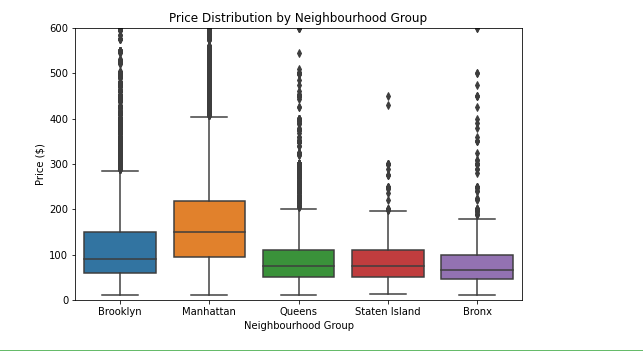 Price Distribution by Neighbourhood Group
600
500
400
300
200
100
0
Price ($)
Brooklyn Manhattan Queens Staten Island Bronx
Neighbourhood Group